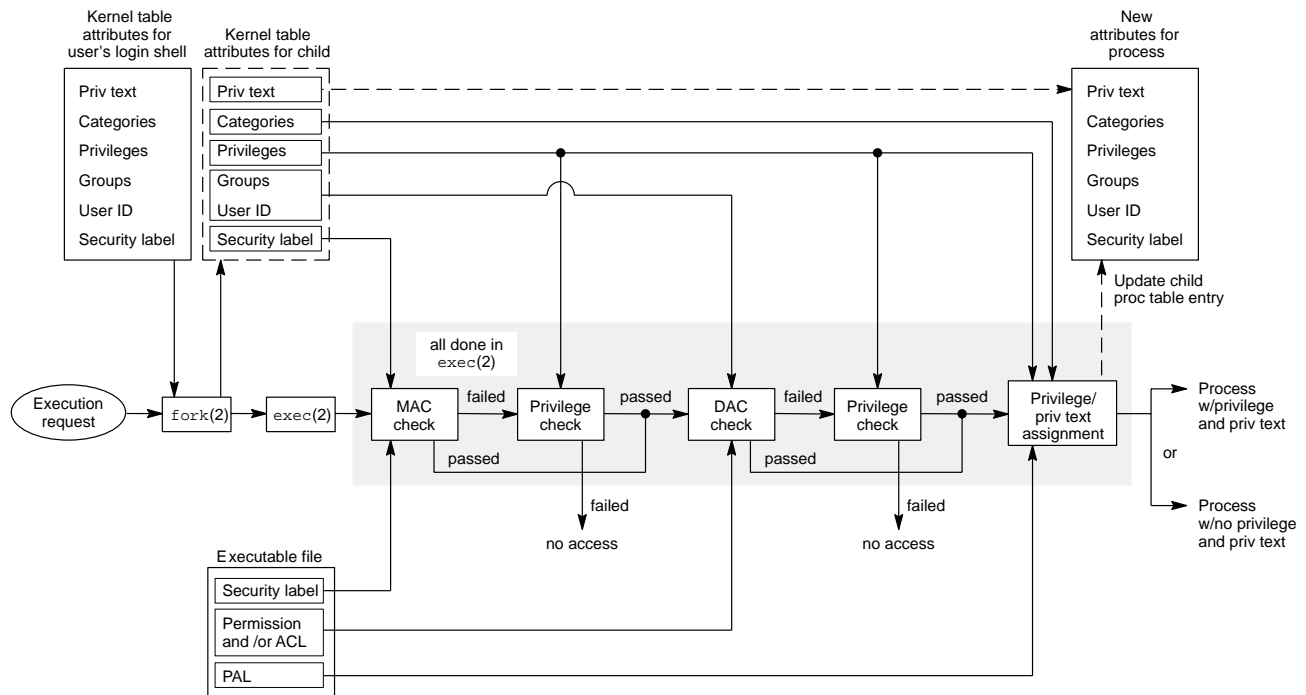 Kernel table
attributes for
user's login shell
Priv text
Categories
Privileges
Groups
User ID
Security label
Kernel table
attributes for child
Priv text
Categories
Privileges
Groups
User ID
Security label
New
attributes for
process
Priv text
Categories
Privileges
Groups
User ID
Security label
Update child
proc table entry
all done in
exec(2)
Execution
request
fork(2)
exec(2)
MAC
check
failed
passed
Privilege
check
passed
failed
no access
DAC
check
failed
passed
Privilege
check
passed
failed
no access
Privilege/
priv text
assignment
Process
w/privilege
and priv text
or
Process
w/no privilege
and priv text
Executable file
Security label
Permission
and /or ACL
PAL